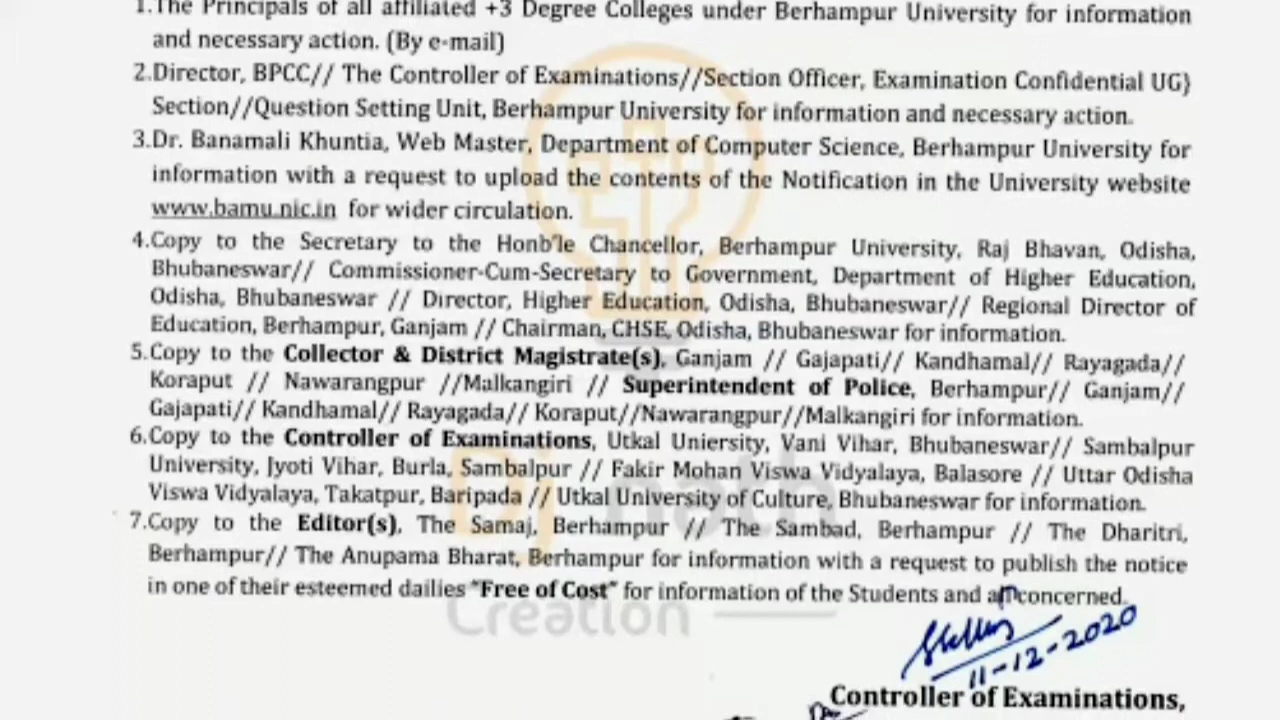 1.The Principals of all affiliated +3 Degree Colleges under Berhampur University for information
and necessary action. (By e-mail)
2.Director, BPCC// The Controller of Examinations//Section Officer, Examination Confidential UG}
Section//Question Setting Unit, Berhampur University for information and necessary action.
3.Dr. Banamali Khuntia, Web Master, Department of Computer Science, Berhampur University for
information with a request to upload the contents of the Notification in the University website
www.bamu.nic.in for wider circulation.
4.Copy to the Secretary to the Honb'le Chancellor, Berhampur University, Raj Bhavan, Odisha,
Bhubaneswar// Commissioner-Cum-Secretary to Government, Department of Higher Education,
Odisha, Bhubaneswar // Director, Higher Education, Odisha, Bhubaneswar// Regional Director of
Education, Berhampur, Ganjam // Chairman, CHSE, Odisha, Bhubaneswar for information.
5.Copy to the Collector & District Magistrate(s), Ganjam // Gajapati// Kandhamal// Rayagada//
Koraput // Nawarangpur //Malkangiri // Superintendent of Police, Berhampur// Ganjam//
Gajapati// Kandhamal// Rayagada// Koraput//Nawarangpur//Malkangiri for information.
6.Copy to the Controller of Examinations, Utkal Uniersity, Vani Vihar, Bhubaneswar// Sambalpur
University, Jyoti Vihar, Burla, Sambalpur // Fakir Mohan Viswa Vidyalaya, Balasore // Uttar Odisha
Viswa Vidyalaya, Takatpur, Baripada // Utkal University of Culture, Bhubaneswar for information.
7.Copy to the Editor(s), The Samaj, Berhampur // The Sambad, Berhampur // The Dharitri,
Berhampur// The Anupama Bharat, Berhampur for information with a request to publish the notice
in one of their esteemed dailies "Free of Cost" for information of the Students and all concerned.
Creation
11-12-2020
Controller of Examinations,